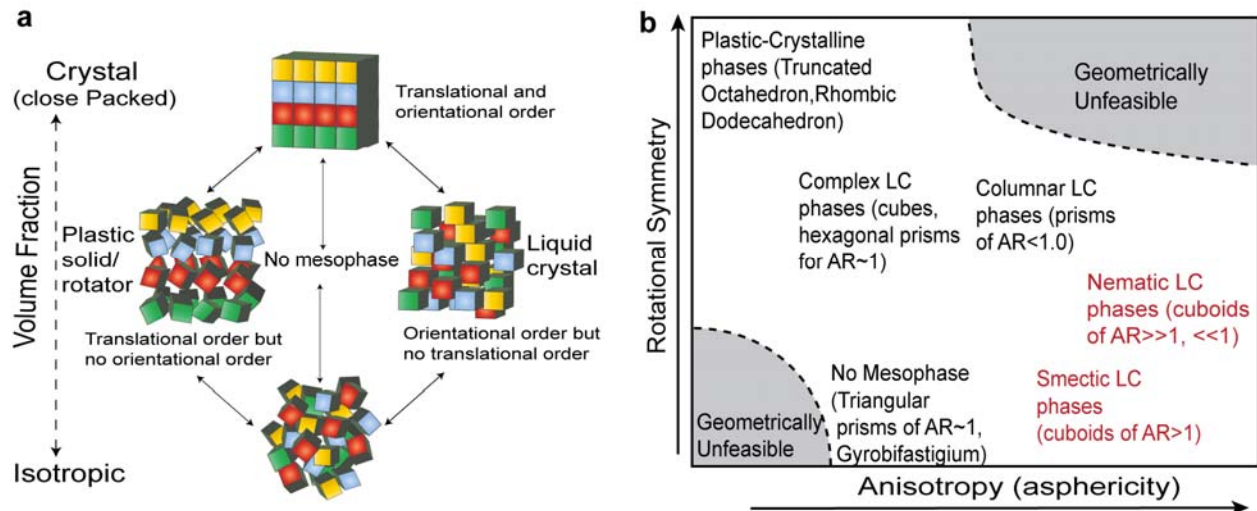 a
Crystal
(close Packed)
Volume Fraction
Isotropic
Translational and
orientational order
Plastic
solid/
rotator
No mesophase
Liquid
crystal
Translational order but
no orientational order
Orientational order but
no translational order
b
Rotational Symmetry
Plastic-Crystalline
phases (Truncated
Octahedron,Rhombic
Dodecahedron)
Geometrically
Unfeasible
Complex LC
phases (cubes,
hexagonal prisms
for AR~1)
Columnar LC
phases (prisms
of AR<1.0)
Nematic LC
phases (cuboids
of AR>>1, <<1)
Geometrically
Unfeasible
No Mesophase
(Triangular
prisms of AR~1,
Gyrobifastigium)
Smectic LC
phases
(cuboids of AR>1)
Anisotropy (asphericity)